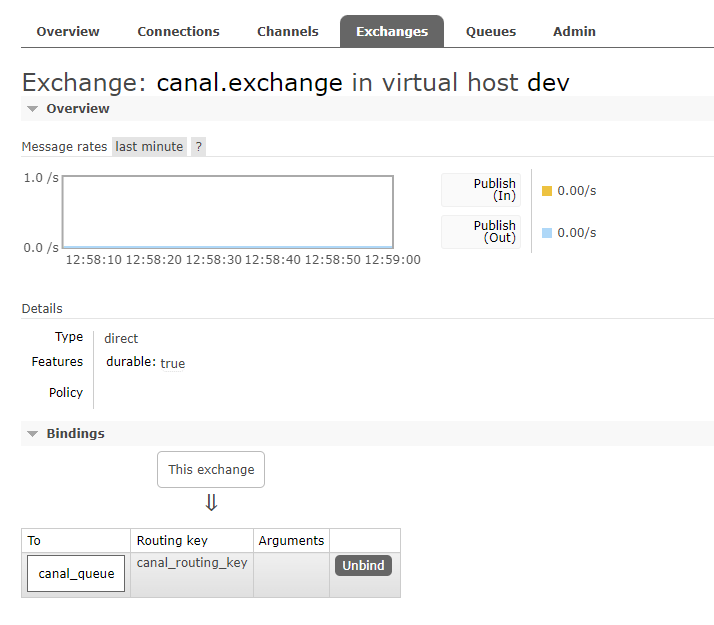 Overview Connections Channels Exchanges Queues Admin
Exchange: canal.exchange in virtual host dev
Overview
Message rates last minute ?
1.0 /s
0.0 /s
12:58:10 12:58:20 12:58:30 12:58:40 12:58:50 12:59:00
Publish
(In)
0.00/s
Publish
(Out)
0.00/s
Details
Type direct
Features durable: true
Policy
Bindings
This exchange
⇓
To Routing key Arguments
canal_queue canal_routing_key Unbind